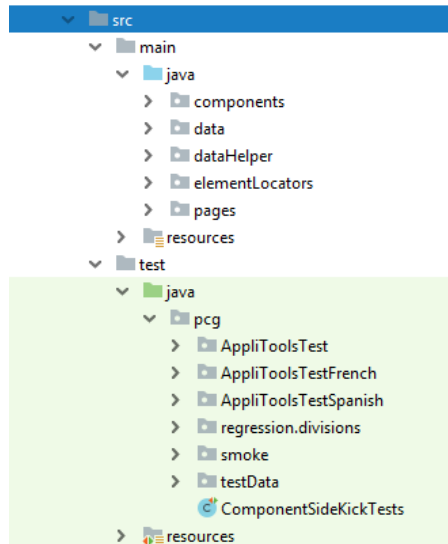 src
main
java
components
data
dataHelper
elementLocators
pages
resources
test
java
pcg
AppliToolsTest
AppliToolsTestFrench
AppliToolsTestSpanish
regression.divisions
smoke
testData
ComponentSideKickTests
resources